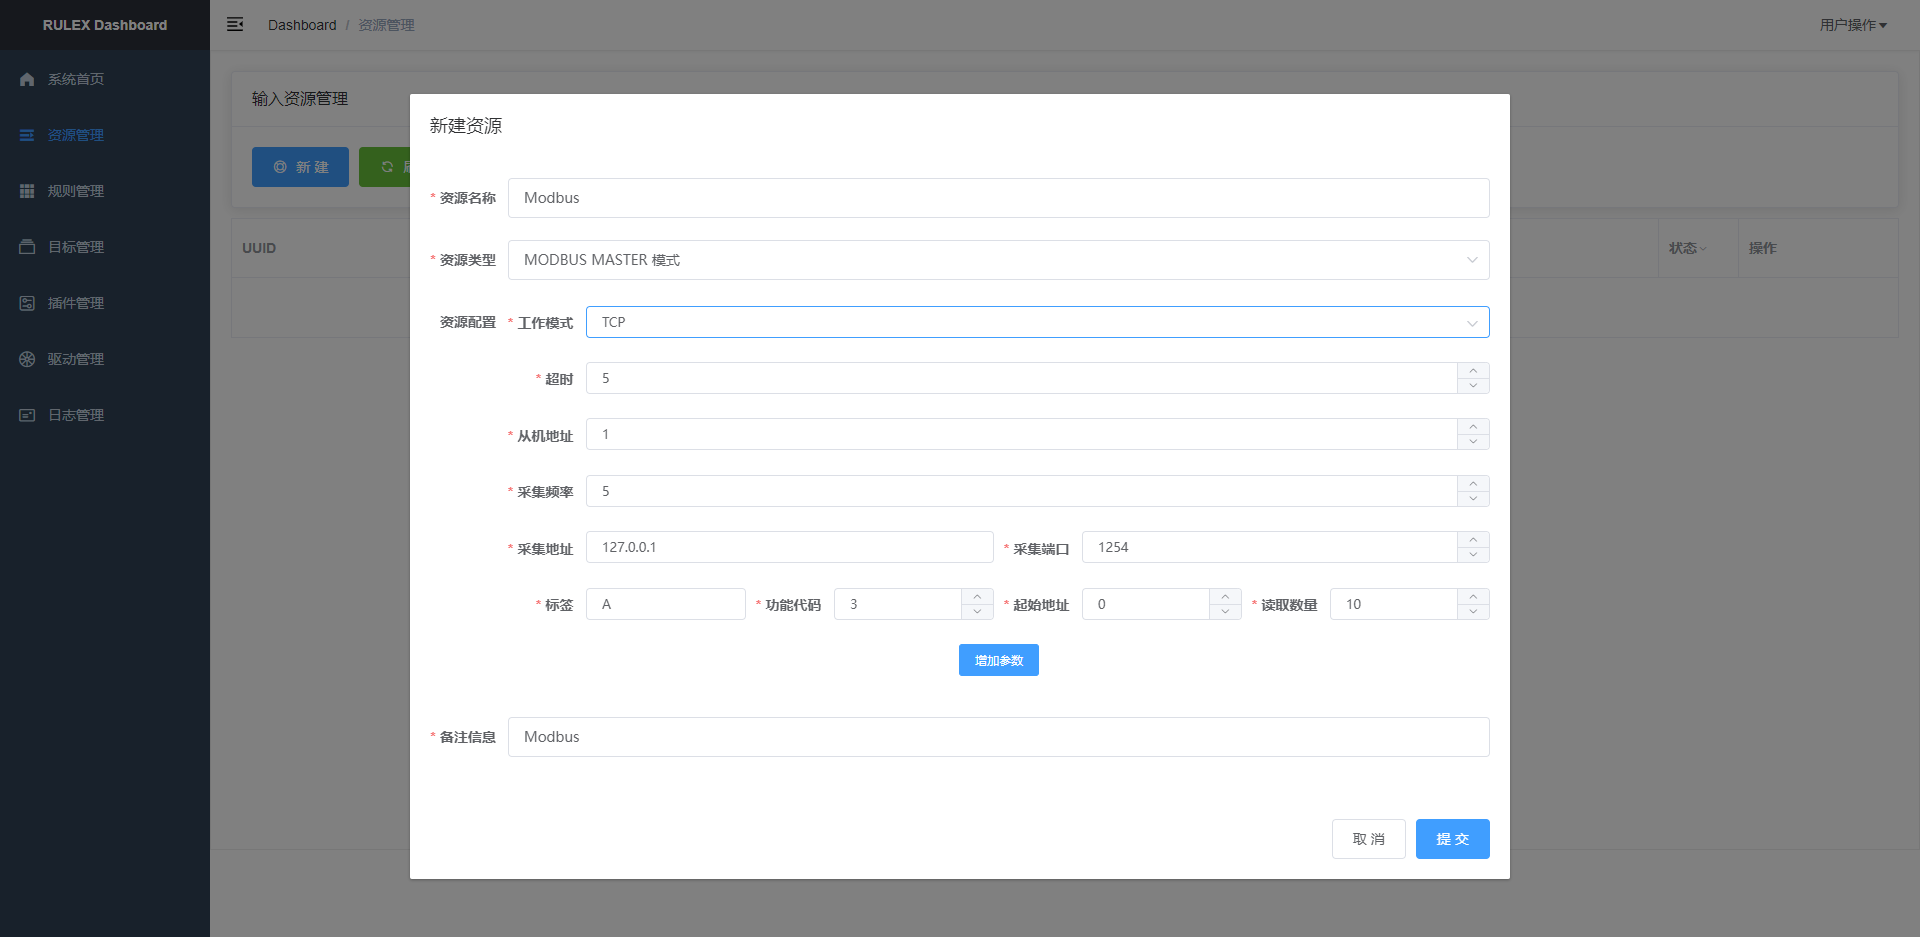 RULEX Dashboard
Dashboard / 资源管理
用户操作
系统首页
资源管理
规则管理
目标管理
插件管理
驱动管理
日志管理
输入资源管理
新 建
UUID
状态
操作
新建资源
* 资源名称 Modbus
* 资源类型 MODBUS MASTER 模式
资源配置 * 工作模式 TCP
* 超时 5
* 从机地址 1
* 采集频率 5
* 采集地址 127.0.0.1 * 采集端口 1254
* 标签 A * 功能代码 3 * 起始地址 0 * 读取数量 10
增加参数
* 备注信息 Modbus
取 消
提 交